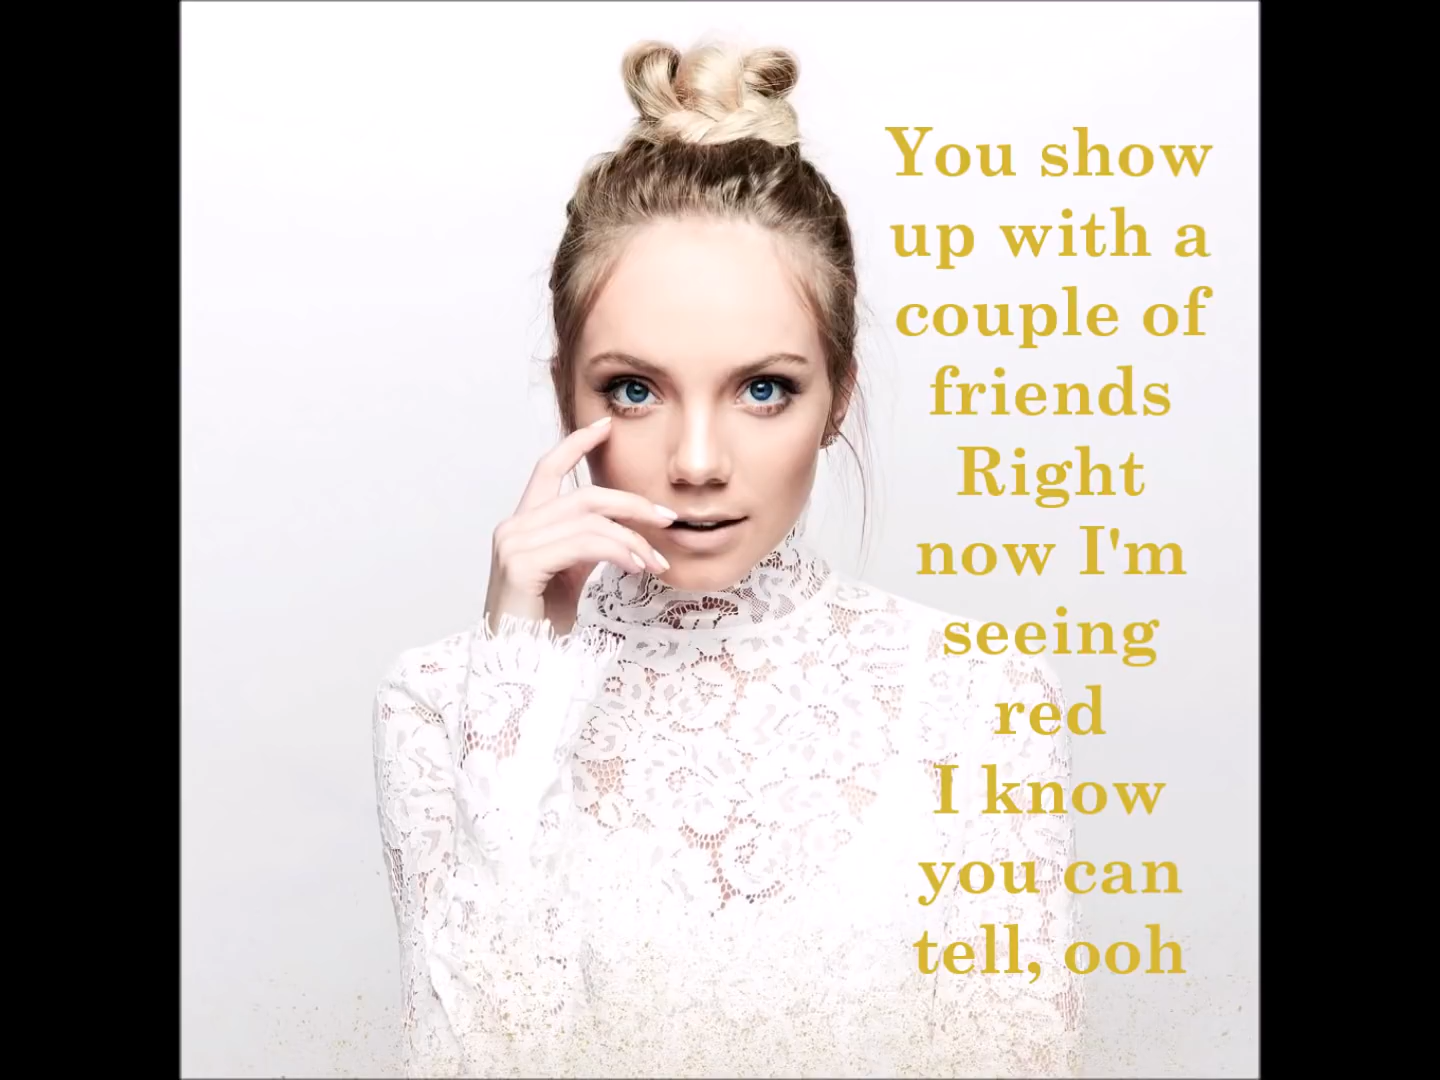 You show
up with a
couple of
friends
Right
now I'm
seeing
red
I know
you can
tell, ooh